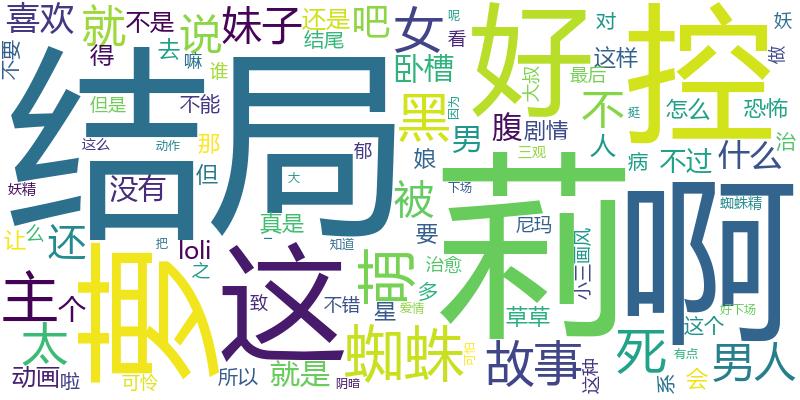 喜欢
就
不是
说
妹子
还是
吧
女
呢
看
好
控
对
妖
不要
得
去
嘛
结尾
谁
这样
做
结局
但是
不能
卧槽
大叔
最后
黑
因为
不
挺
怎么
恐怖
这么
动作
那
郁
腹
剧情
人
治
没有
但
娘
男
三观
病
不过
什么
妖精
大
被
下场
莉
啊
蜘蛛精
让
么
还
真是
一
要
尼玛
把
loli
知道
萝
这
萌
治愈
小三
画风
之
主
个
致
不错
星
多
爱情
草草
这个
好下场
太
蜘蛛
可怕
故事
死
有点
男人
动画
啦
可怜
所以
就是
阴暗
这种
系
会